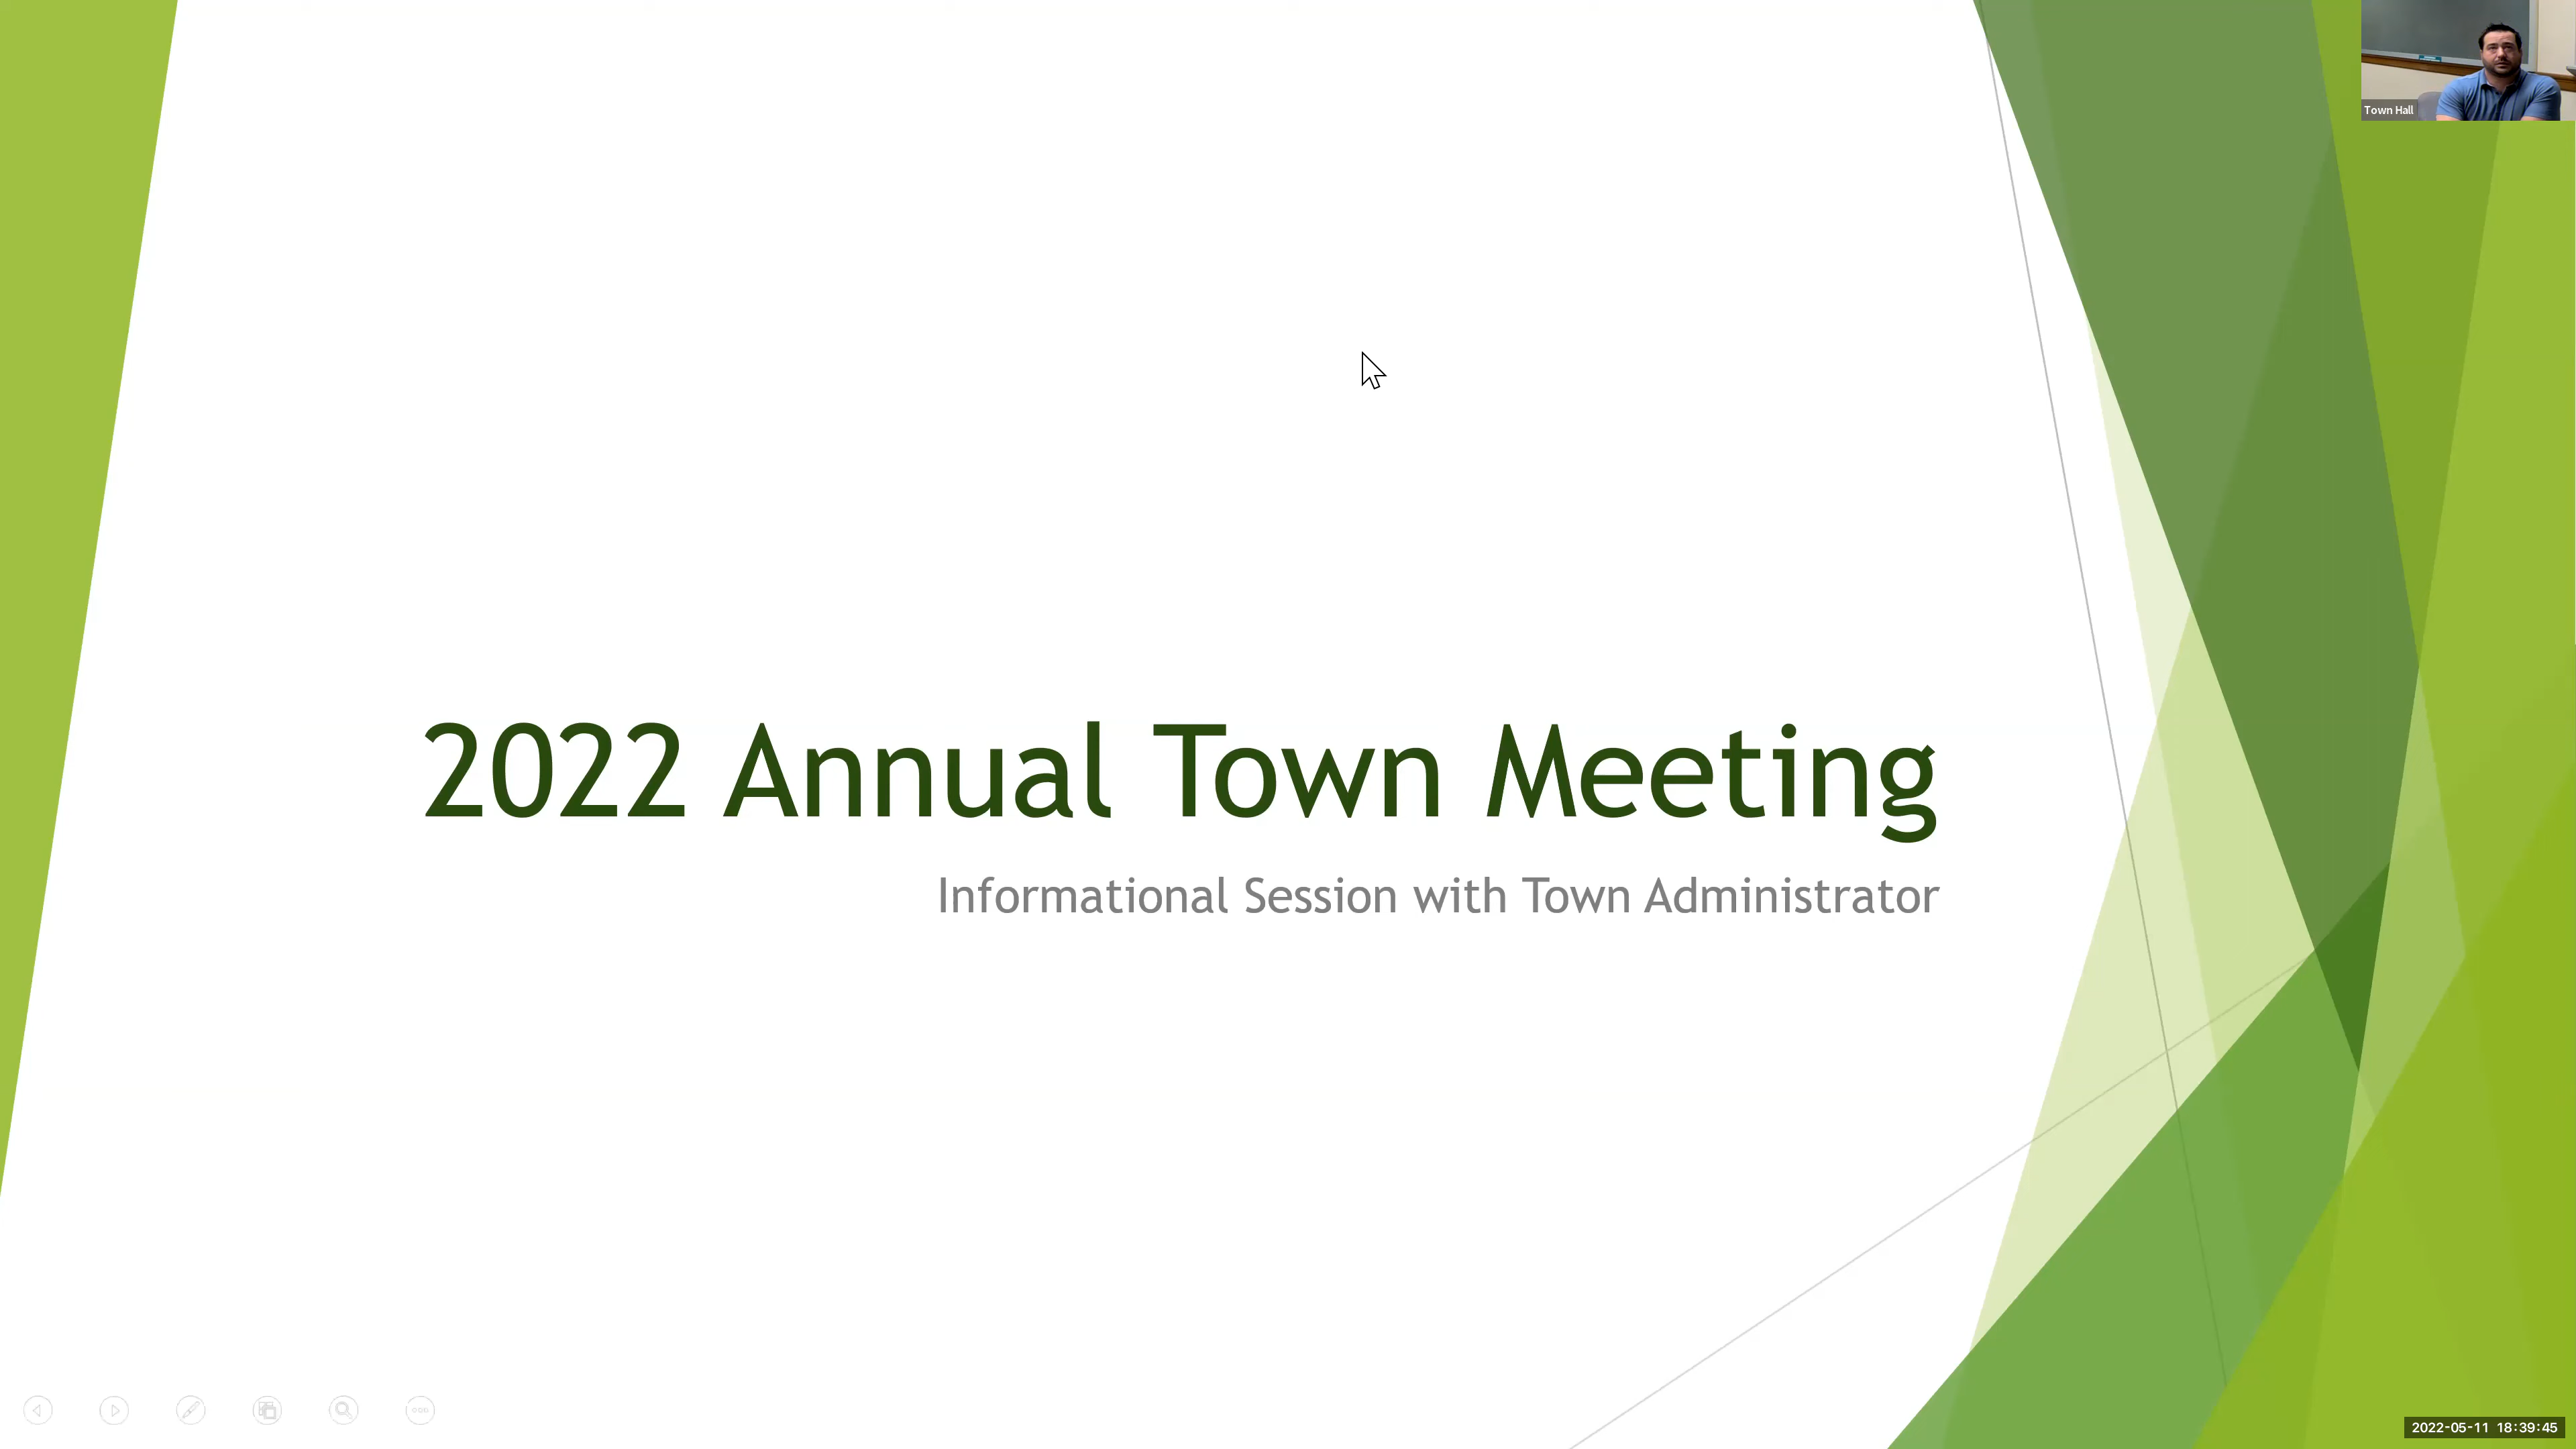 Town Hall
2022 Annual Town Meeting
Informational Session with Town Administrator
2022-05-11 18:39:45